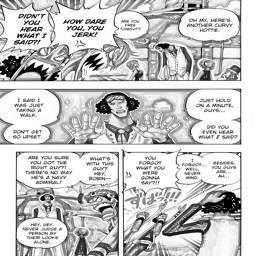 OH MY, HERE'S
ANOTHER
CURVY
HOTTIE.
ARE YOU
FREE
TONIGHT?
HOW DARE
YOU, YOU
JERK!
DIDN'T
YOU
HEAR
WHAT I
SAID?!
JUST HOLD
ON A
MINUTE,
GUYS...
DID YOU
EVEN HEAR
WHAT I
SAID?
I SAID I
WAS JUST
TAKING A
WALK.
DON'T GET
SO UPSET.
BESIDES,
YOU GUYS
ARE...
AH...
I
FORGOT...
WELL,
NEVER
MIND.
YOU
FORGOT
WHAT YOU
WERE
GONNA
SAY?!!
WHAT'S
WITH THIS
GUY?
HEY,
ROBIN--
ARE YOU SURE
YOU GOT THE
RIGHT GUY?!
THERE'S NO WAY
HE'S A NAVY
ADMIRAL!
HEY, HEY.
NEVER JUDGE
A PERSON
BY THEIR
LOOKS
ALONE.